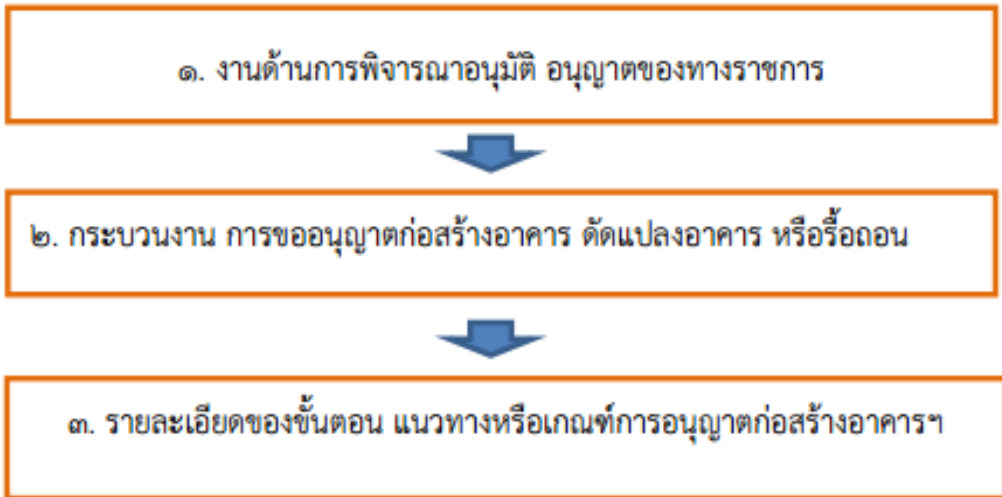 ๑. งานด้านการพิจารณาอนุมัติ อนุญาตของทางราชการ
๒. กระบวนงาน การขออนุญาตก่อสร้างอาคาร ดัดแปลงอาคาร หรือรื้อถอน
๓. รายละเอียดของขั้นตอน แนวทางหรือเกณฑ์การอนุญาตก่อสร้างอาคารฯ